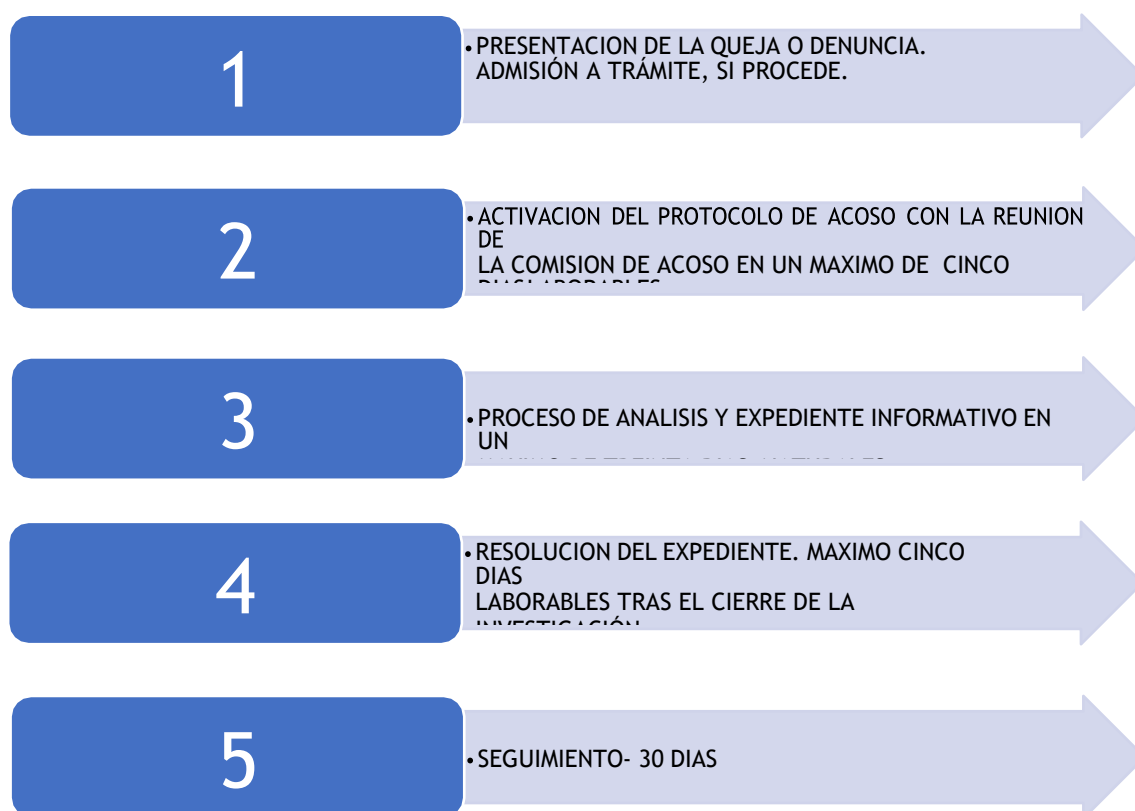 1
•PRESENTACION DE LA QUEJA O DENUNCIA.
ADMISIÓN A TRÁMITE, SI PROCEDE.
2
•ACTIVACION DEL PROTOCOLO DE ACOSO CON LA REUNION
DE
LA COMISION DE ACOSO EN UN MAXIMO DE CINCO
3
•PROCESO DE ANALISIS Y EXPEDIENTE INFORMATIVO EN
UN
4
•RESOLUCION DEL EXPEDIENTE. MAXIMO CINCO
DIAS
LABORABLES TRAS EL CIERRE DE LA
INVESTIGACIÓN
5
•SEGUIMIENTO- 30 DIAS